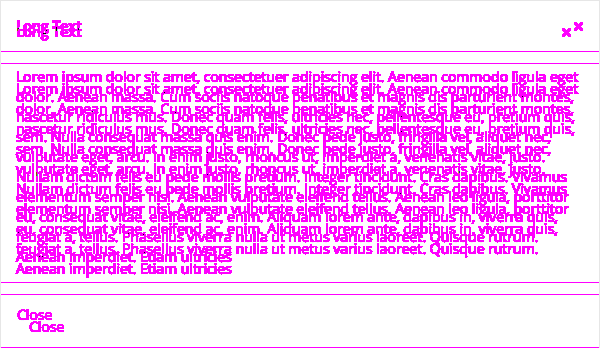 Long Text
Long Text
Lorem ipsum dolor sit amet, consectetuer adipiscing elit. Aenean commodo ligula eget
Lorem ipsum dolor sit amet, consectetuer adipiscing elit. Aenean commodo ligula eget
dolor. Aenean massa. Cum sociis natoque penatibus et magnis dis parturient montes,
dolor. Aenean massa. Cum sociis natoque penatibus et magnis dis parturient montes,
nascetur ridiculus mus. Donec quam felis, ultricies nec, pellentesque eu, pretium quis,
nascetur ridiculus mus. Donec quam felis, ultricies nec, pellentesque eu, pretium quis,
sem. Nulla consequat massa quis enim. Donec pede justo, fringilla vel, aliquet nec,
sem. Nulla consequat massa quis enim. Donec pede justo, fringilla vel, aliquet nec,
vulputate eget, arcu. In enim justo, rhoncus ut, imperdiet a, venenatis vitae, justo.
vulputate eget, arcu. In enim justo, rhoncus ut, imperdiet a, venenatis vitae, justo.
Nullam dictum felis eu pede mollis pretium. Integer tincidunt. Cras dapibus. Vivamus
Nullam dictum felis eu pede mollis pretium. Integer tincidunt. Cras dapibus. Vivamus
elementum semper nisi. Aenean vulputate eleifend tellus. Aenean leo ligula, porttitor
elementum semper nisi. Aenean vulputate eleifend tellus. Aenean leo ligula, porttitor
eu, consequat vitae, eleifend ac, enim. Aliquam lorem ante, dapibus in, viverra quis,
eu, consequat vitae, eleifend ac, enim. Aliquam lorem ante, dapibus in, viverra quis,
feugiat a, tellus. Phasellus viverra nulla ut metus varius laoreet. Quisque rutrum.
feugiat a, tellus. Phasellus viverra nulla ut metus varius laoreet. Quisque rutrum.
Aenean imperdiet. Etiam ultricies
Aenean imperdiet. Etiam ultricies
Close
Close